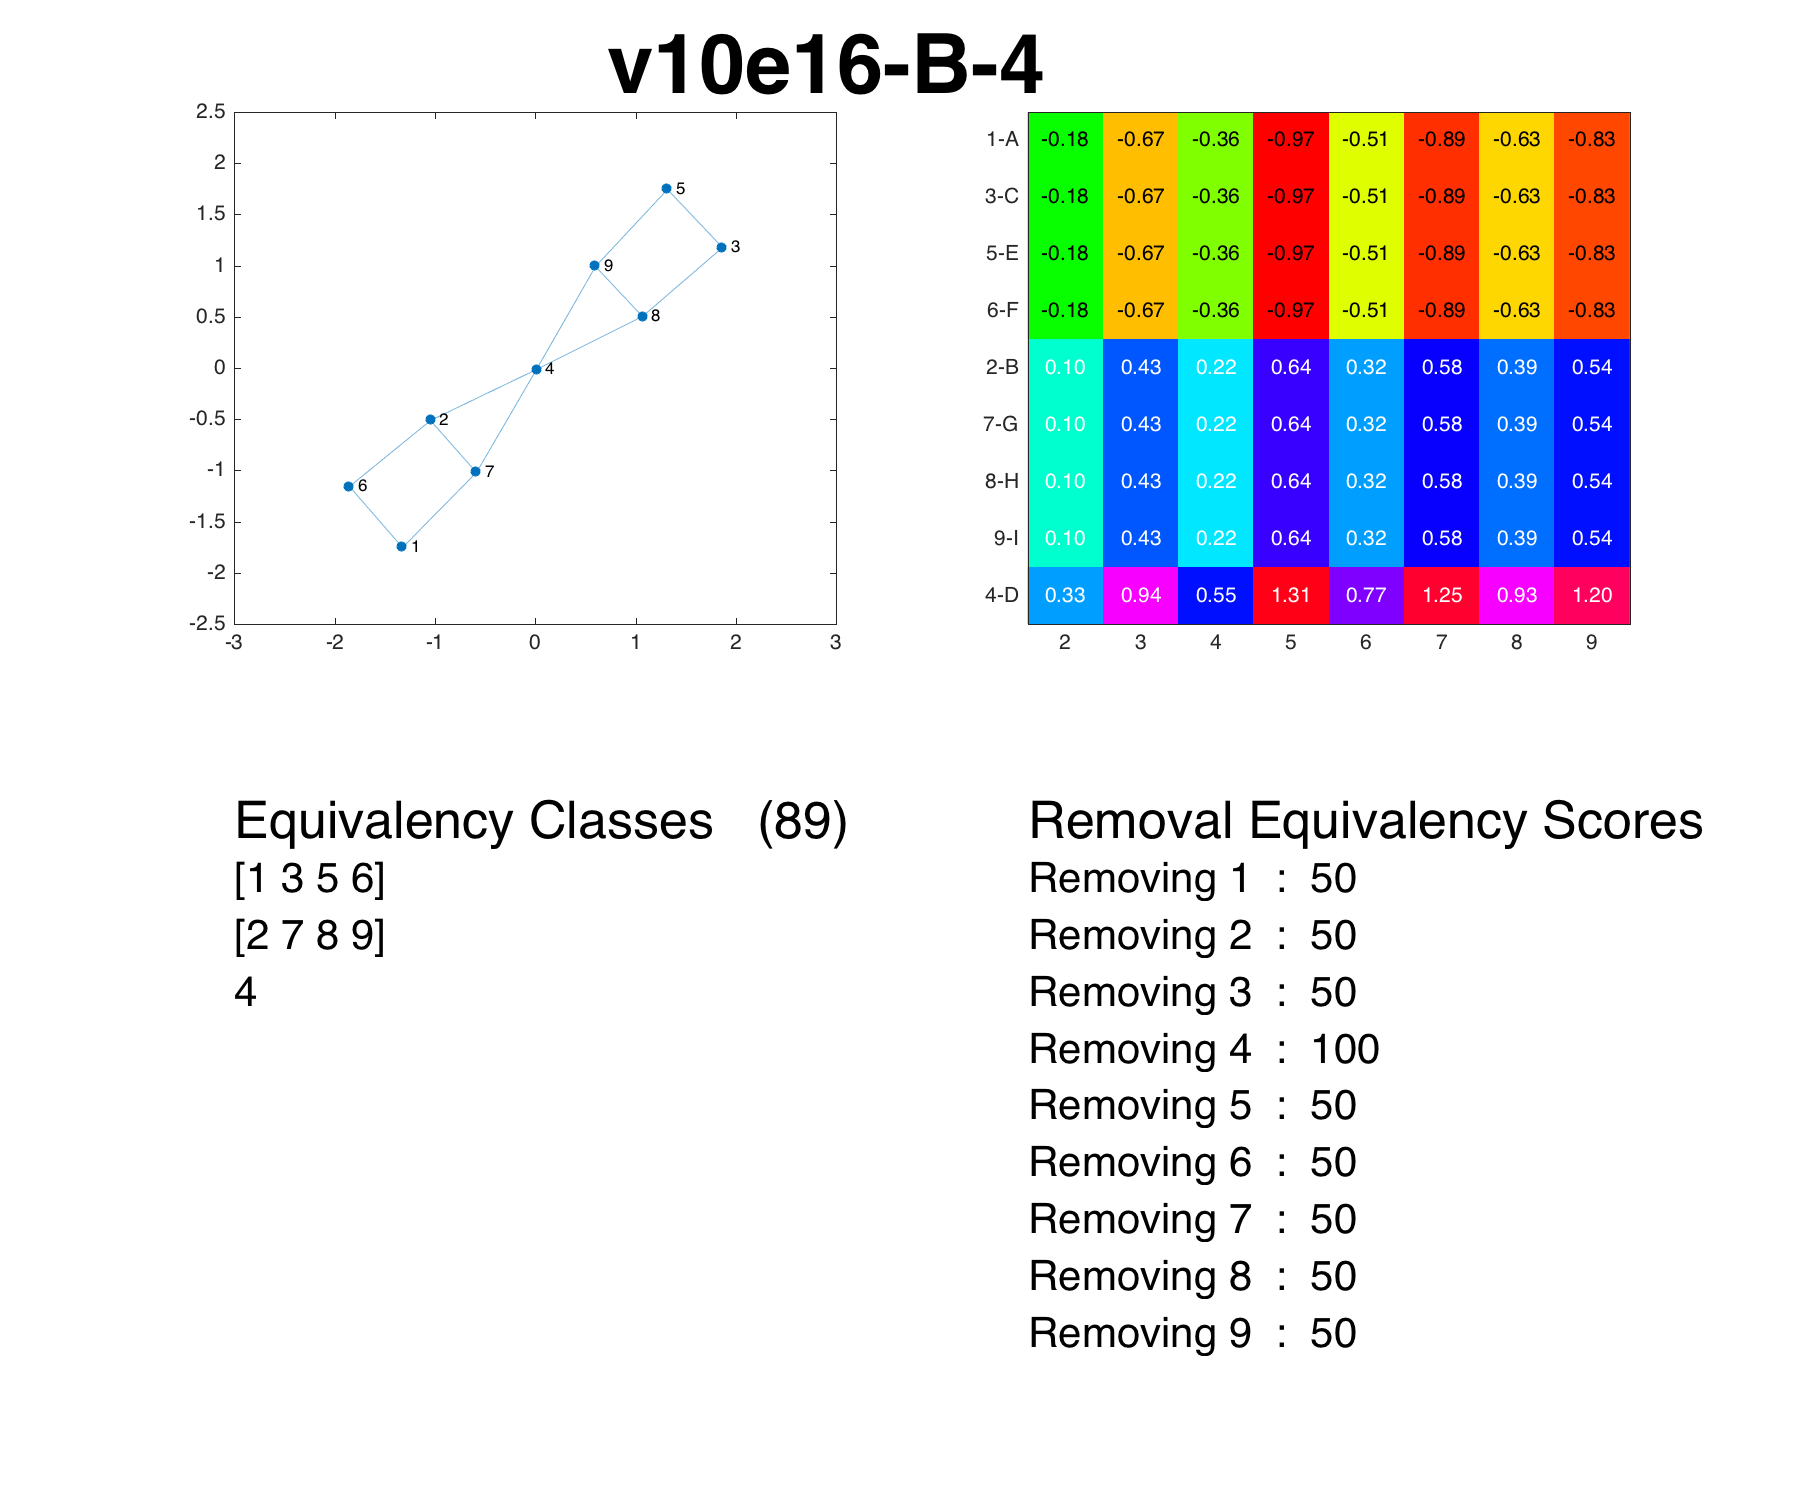 v10e16-B-4
2.5
2
1.5
1
0.5
0
-0.5
-1
-1.5
-2
-2.5
-3 -2 -1 0 1 2 3
5
3
9
8
4
2
7
6
1
1-A -0.18 -0.67 -0.36 -0.97 -0.51 -0.89 -0.63 -0.83
3-C -0.18 -0.67 -0.36 -0.97 -0.51 -0.89 -0.63 -0.83
5-E -0.18 -0.67 -0.36 -0.97 -0.51 -0.89 -0.63 -0.83
6-F -0.18 -0.67 -0.36 -0.97 -0.51 -0.89 -0.63 -0.83
2-B 0.10 0.43 0.22 0.64 0.32 0.58 0.39 0.54
7-G 0.10 0.43 0.22 0.64 0.32 0.58 0.39 0.54
8-H 0.10 0.43 0.22 0.64 0.32 0.58 0.39 0.54
9-I 0.10 0.43 0.22 0.64 0.32 0.58 0.39 0.54
4-D 0.33 0.94 0.55 1.31 0.77 1.25 0.93 1.20
2 3 4 5 6 7 8 9
Equivalency Classes (89)
[1 3 5 6]
[2 7 8 9]
4
Removal Equivalency Scores
Removing 1 : 50
Removing 2 : 50
Removing 3 : 50
Removing 4 : 100
Removing 5 : 50
Removing 6 : 50
Removing 7 : 50
Removing 8 : 50
Removing 9 : 50